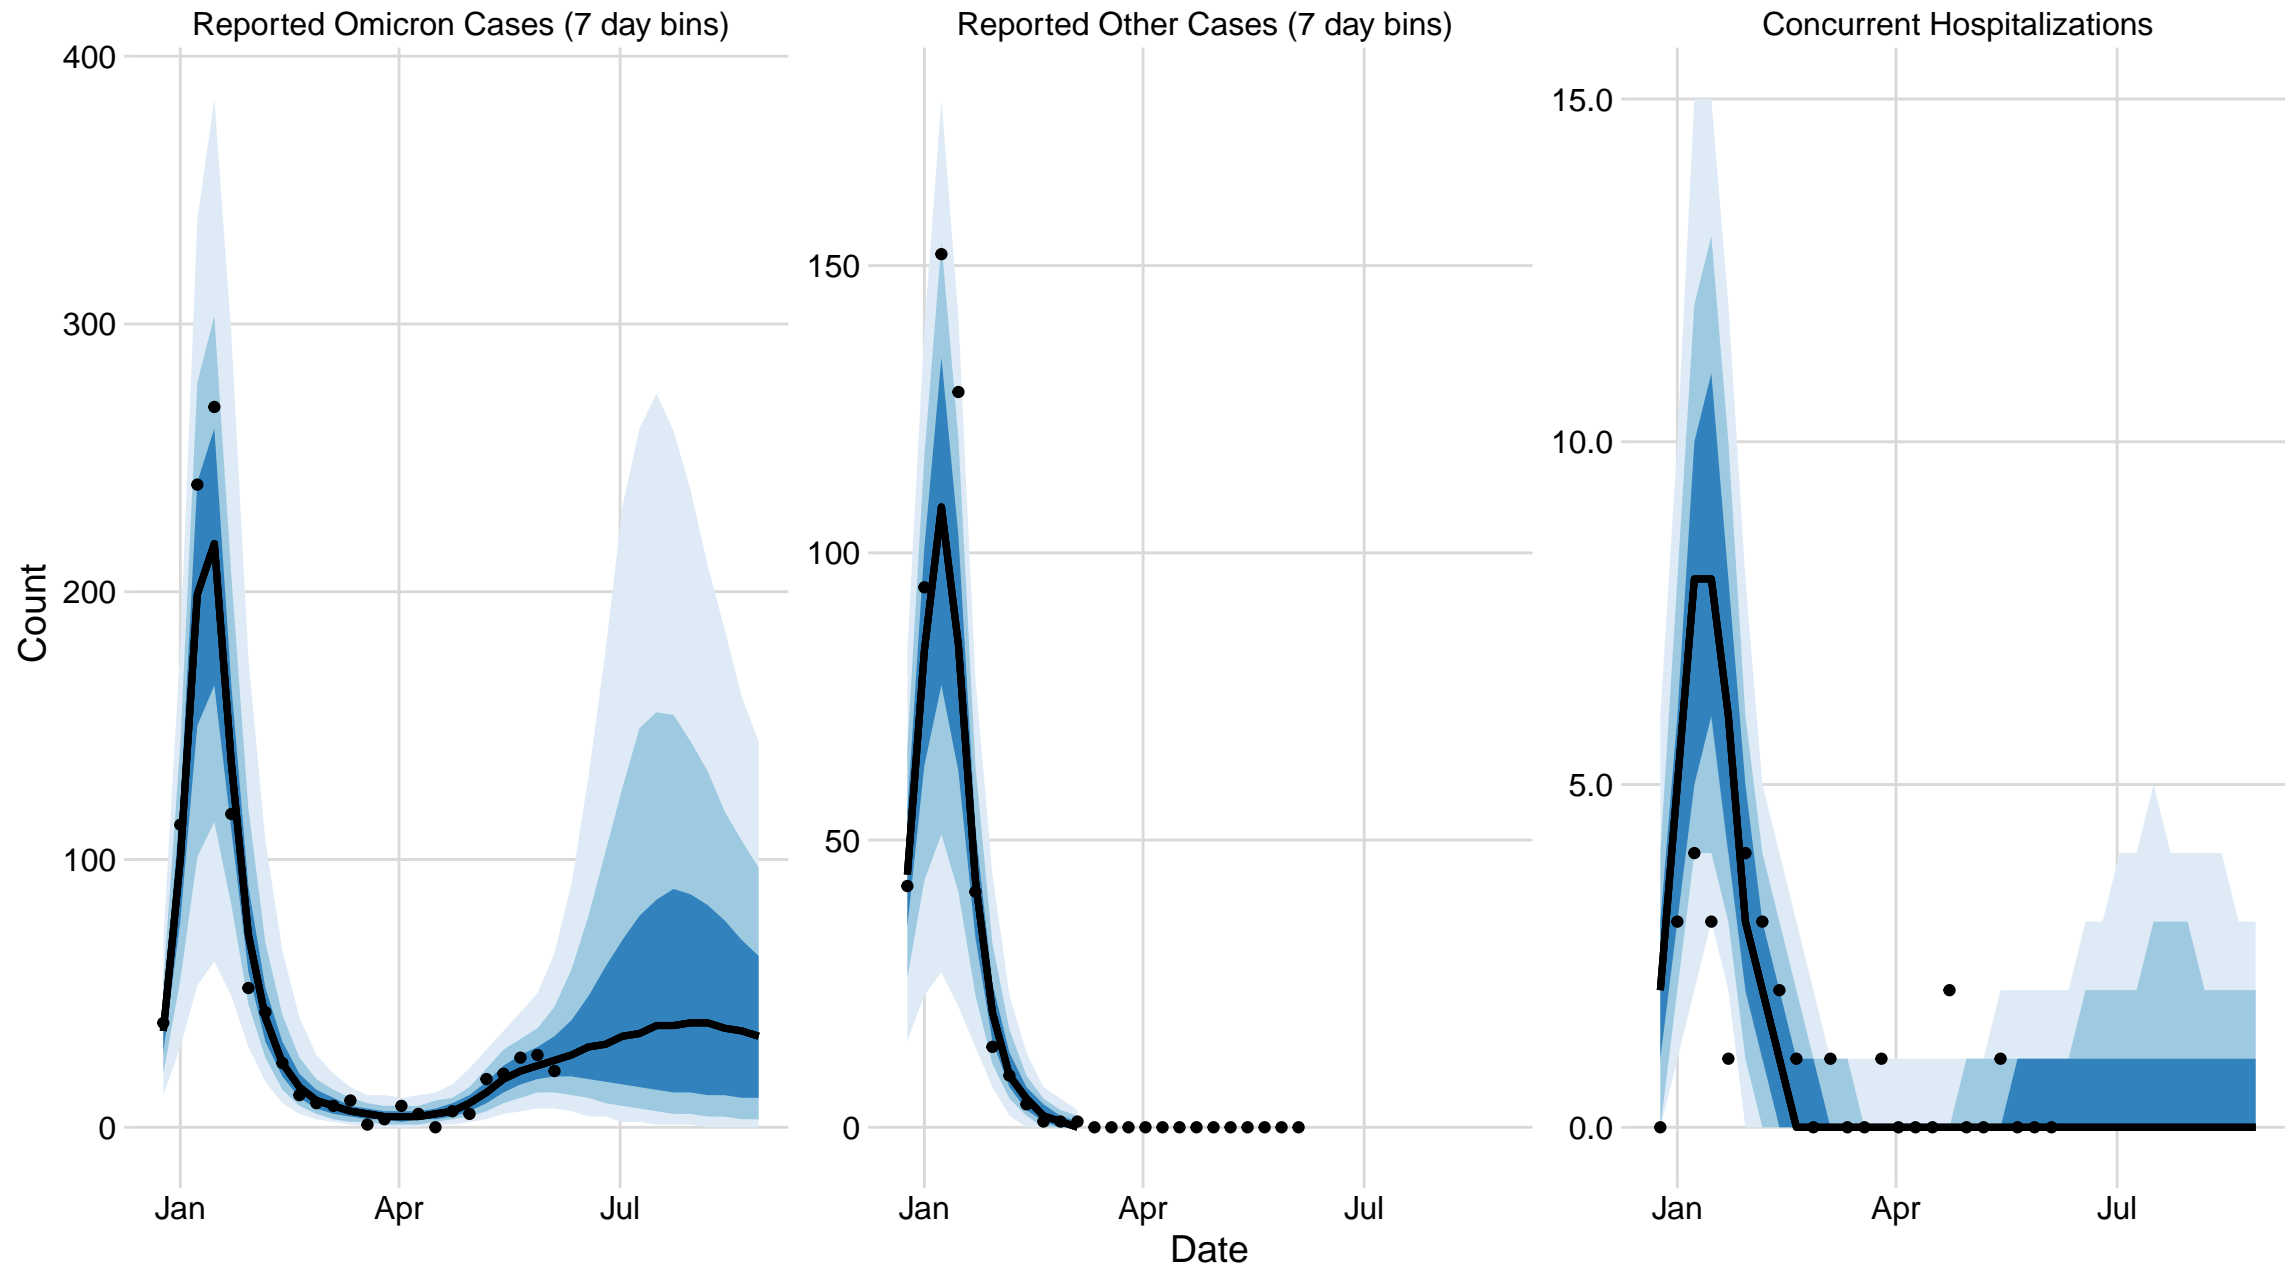 Reported Omicron Cases (7 day bins)
Reported Other Cases (7 day bins)
Concurrent Hospitalizations
Count
400
300
200
100
0
150
100
50
0
15.0
10.0
5.0
0.0
Jan Apr Jul
Jan Apr Jul
Jan Apr Jul
Date